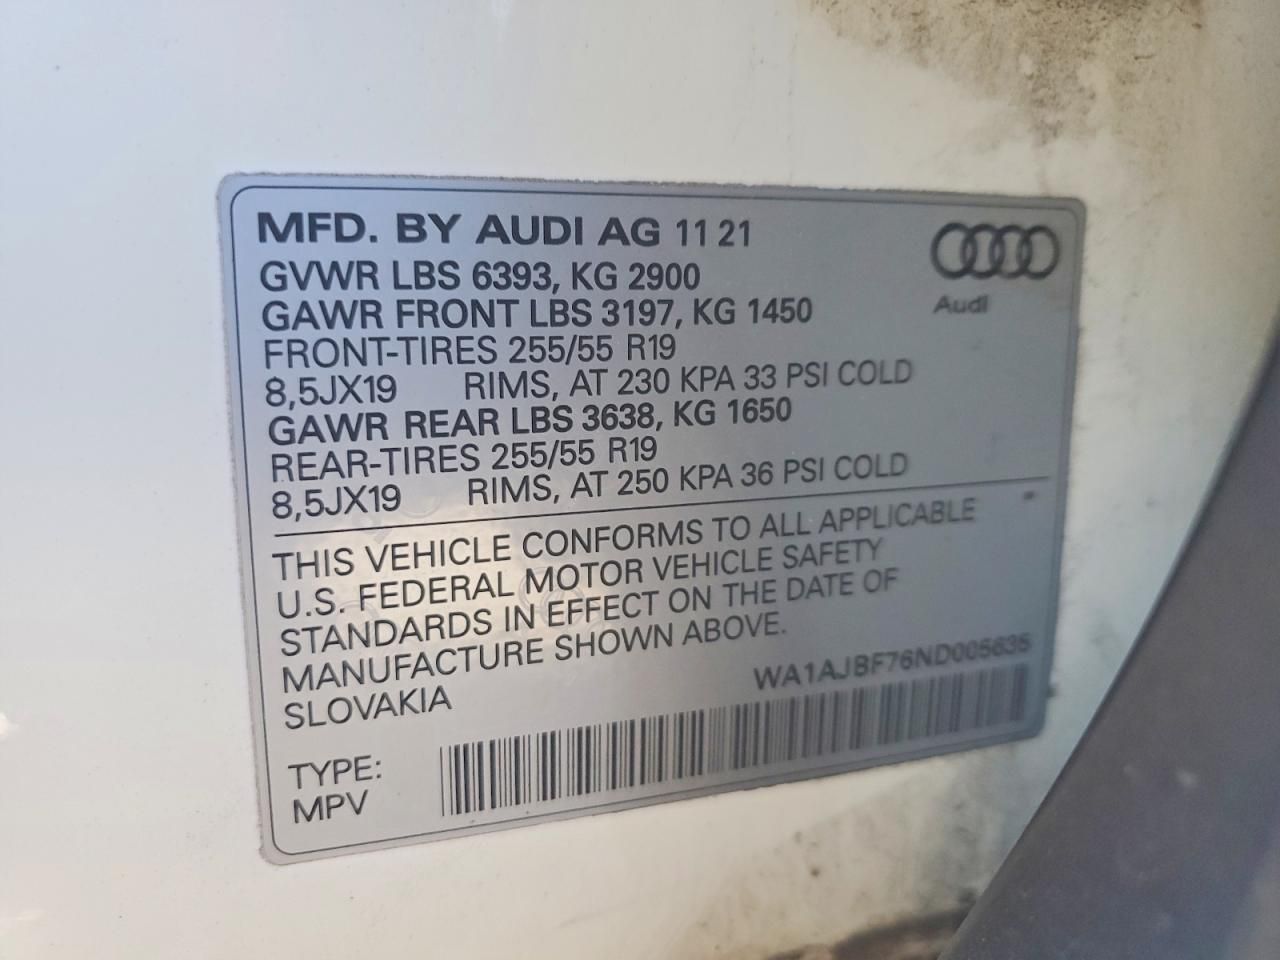 MFD. BY AUDI AG 11 21
GVWR LBS 6393, KG 2900
GAWR FRONT LBS 3197, KG 1450
FRONT-TIRES 255/55 R19
8,5JX19 RIMS, AT 230 KPA 33 PSI COLD
GAWR REAR LBS 3638, KG 1650
REAR-TIRES 255/55 R19
8,5JX19 RIMS, AT 250 KPA 36 PSI COLD
Audi
THIS VEHICLE CONFORMS TO ALL APPLICABLE
U.S. FEDERAL MOTOR VEHICLE SAFETY
STANDARDS IN EFFECT ON THE DATE OF
MANUFACTURE SHOWN ABOVE.
SLOVAKIA
WA1AJBF76ND005635
TYPE:
MPV